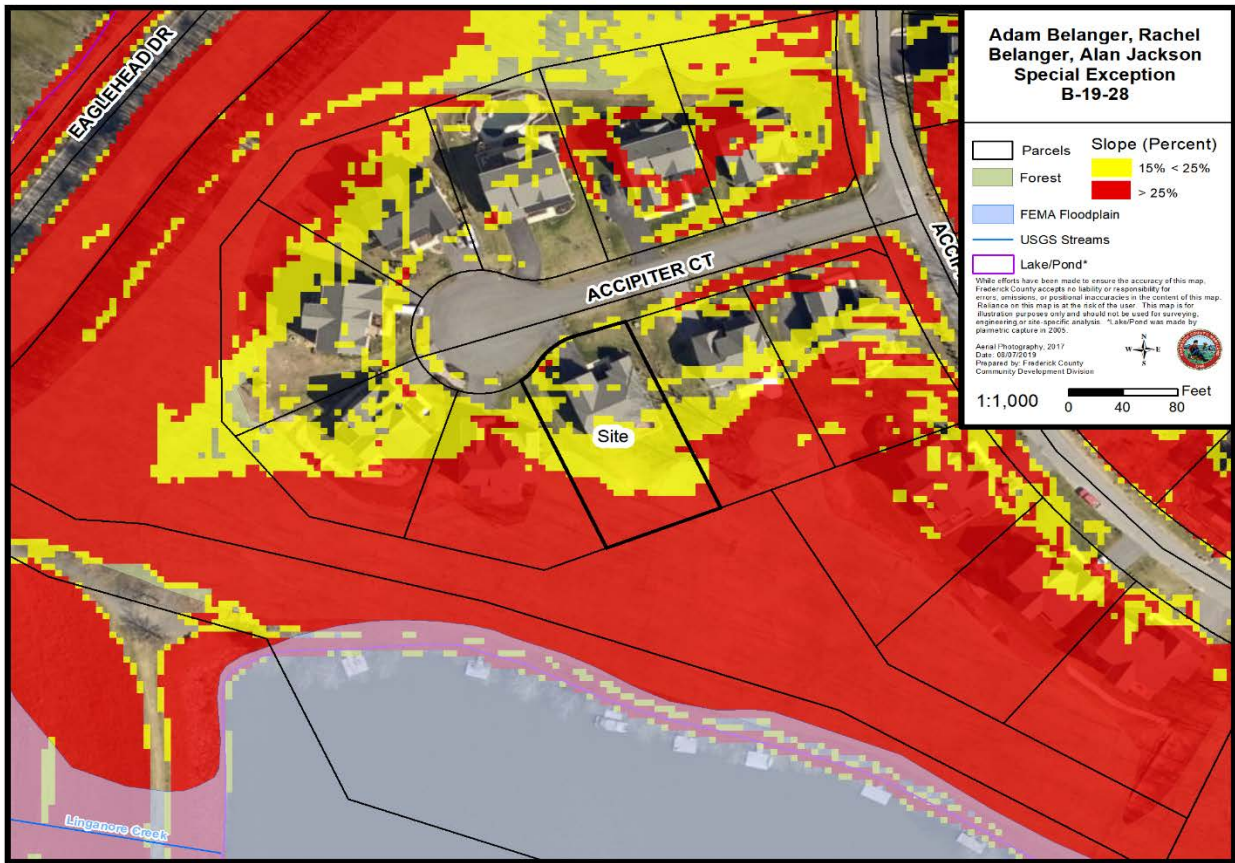 Adam Belanger, Rachel
Belanger, Alan Jackson
Special Exception
B-19-28
Parcels
Forest
Slope (Percent)
15% < 25%
> 25%
FEMA Floodplain
USGS Streams
Lake/Pond*
While efforts have been made to ensure the accuracy of this map,
Frederick County accepts no liability or responsibility for
errors, omissions, or positional inaccuracies in the content of this map.
Reliance on this map is at the risk of the user. This map is for
illustration purposes only and should not be used for surveying,
engineering or site-specific analysis. *Lake/Pond was made by
planimetric capture in 2005.
Aerial Photography, 2017
Date: 08/07/2019
Prepared by: Frederick County
Community Development Division
N
W
E
S
1:1,000
0 40 80 Feet
EAGLEHEAD DR
ACCIPITER CT
ACCIP
Site
Linganore Creek